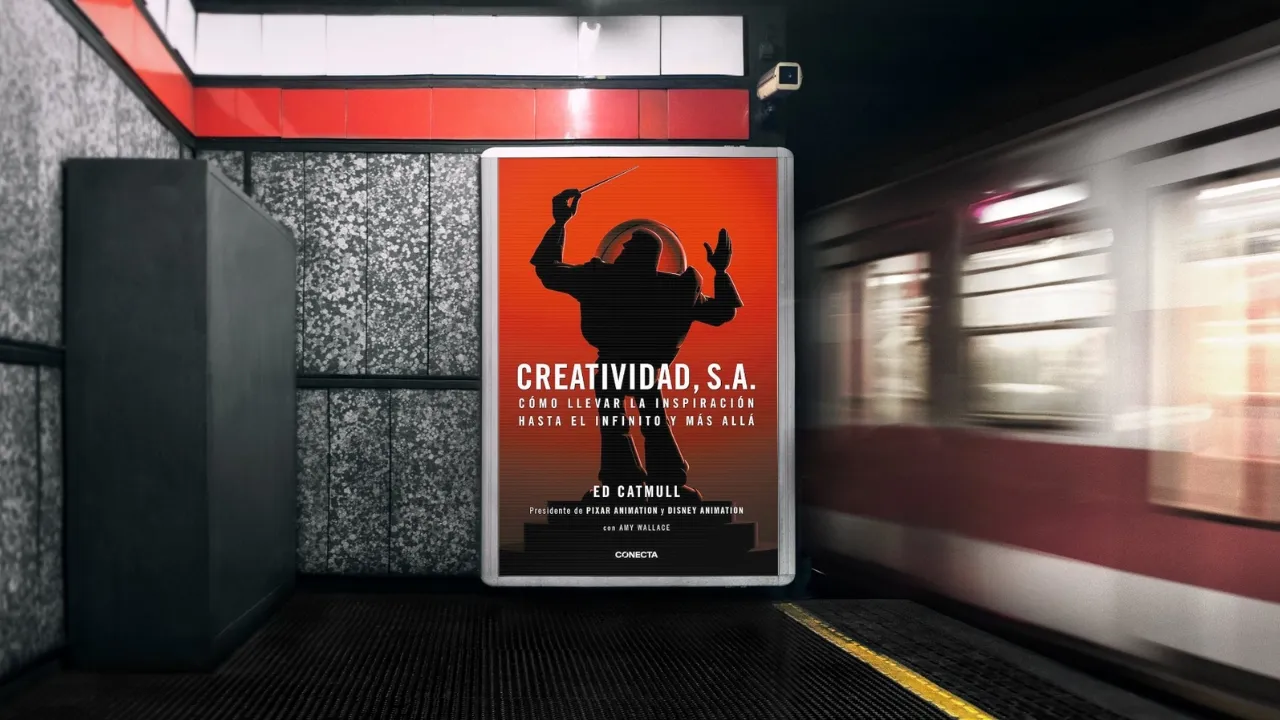 CREATIVIDAD, S.A.
CÓMO LLEVAR LA INSPIRACIÓN
HASTA EL INFINITO Y MÁS ALLÁ
ED CATMULL
Presidente de PIXAR ANIMATION y DISNEY ANIMATION
con AMY WALLACE
CONECTA